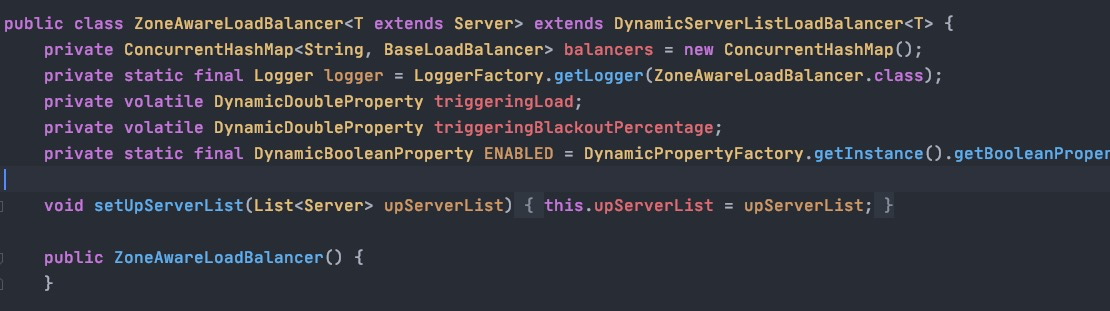 public class ZoneAwareLoadBalancer<T extends Server> extends DynamicServerListLoadBalancer<T> {
    private ConcurrentHashMap<String, BaseLoadBalancer> balancers = new ConcurrentHashMap();
    private static final Logger logger = LoggerFactory.getLogger(ZoneAwareLoadBalancer.class);
    private volatile DynamicDoubleProperty triggeringLoad;
    private volatile DynamicDoubleProperty triggeringBlackoutPercentage;
    private static final DynamicBooleanProperty ENABLED = DynamicPropertyFactory.getInstance().getBooleanProper
    void setUpServerList(List<Server> upServerList) { this.upServerList = upServerList; }
    public ZoneAwareLoadBalancer() {
    }